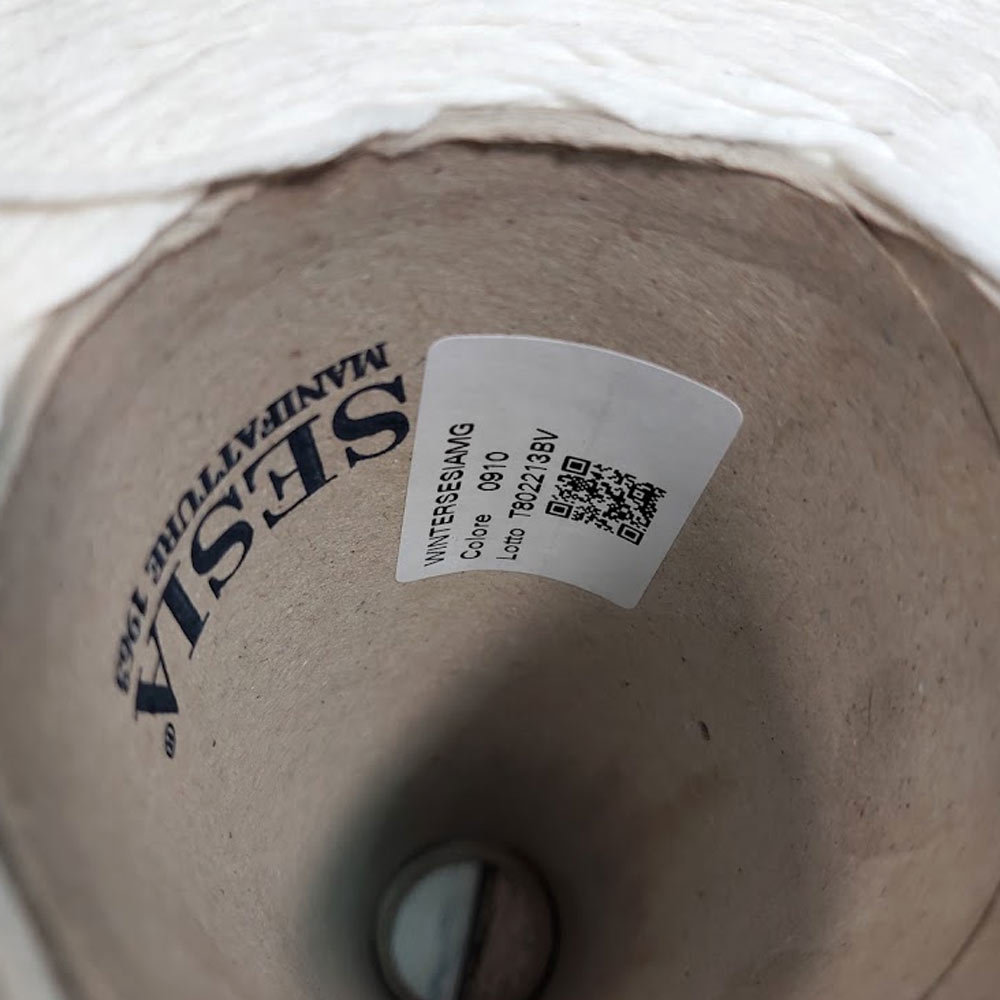 SESIA®
MANIFATTURE 1963
WINTERSESIAMG
Colore 0910
Lotto T802213BV